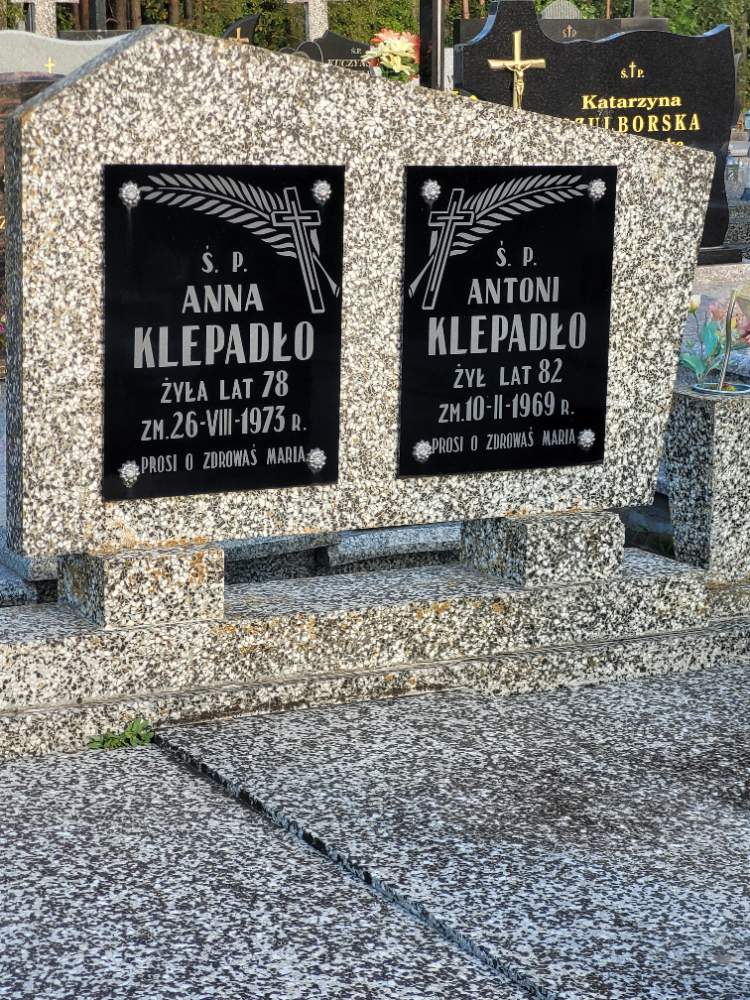 Ś. P.
ANNA
KLEPADŁO
ŻYŁA LAT 78
ZM. 26-VIII-1973 R.
PROSI O ZDROWAŚ MARIA
Ś. P.
ANTONI
KLEPADŁO
ŻYŁ LAT 82
ZM. 10-II-1969 R.
PROSI O ZDROWAŚ MARIA
Ś P.
Katarzyna
ZULBORSKA
Ś.P.